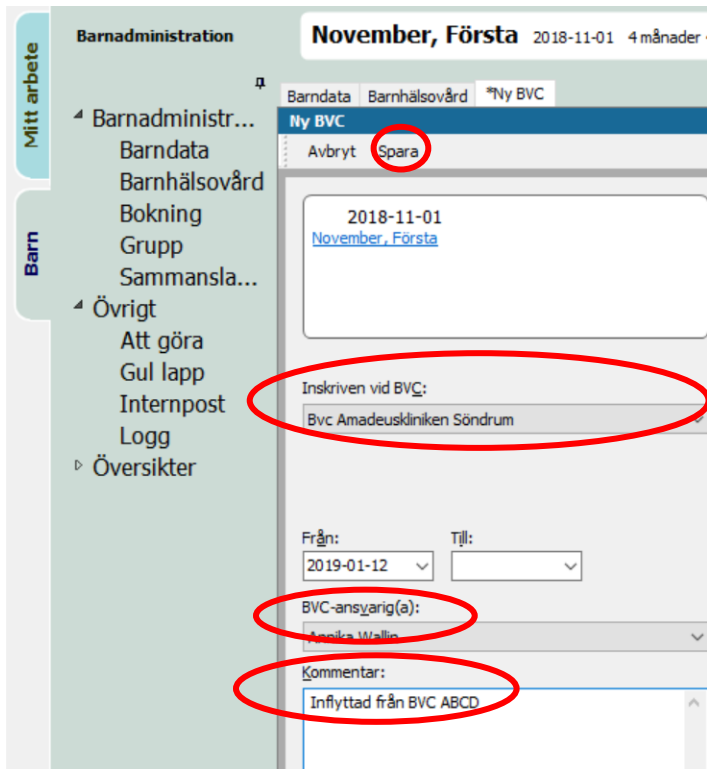 Mitt arbete
Barn
Barnadministration
November, Första 2018-11-01 4 månader
Barnadministr...
Barndata
Barnhälsovård
Bokning
Grupp
Sammansla...
Övrigt
Att göra
Gul lapp
Internpost
Logg
Översikter
Barndata Barnhälsovård *Ny BVC
Ny BVC
Avbryt Spara
2018-11-01
November, Första
Inskriven vid BVC:
Bvc Amadeuskliniken Söndrum
Från: Till:
2019-01-12
BVC-ansvarig(a):
Annika Wallin
Kommentar:
Inflyttad från BVC ABCD